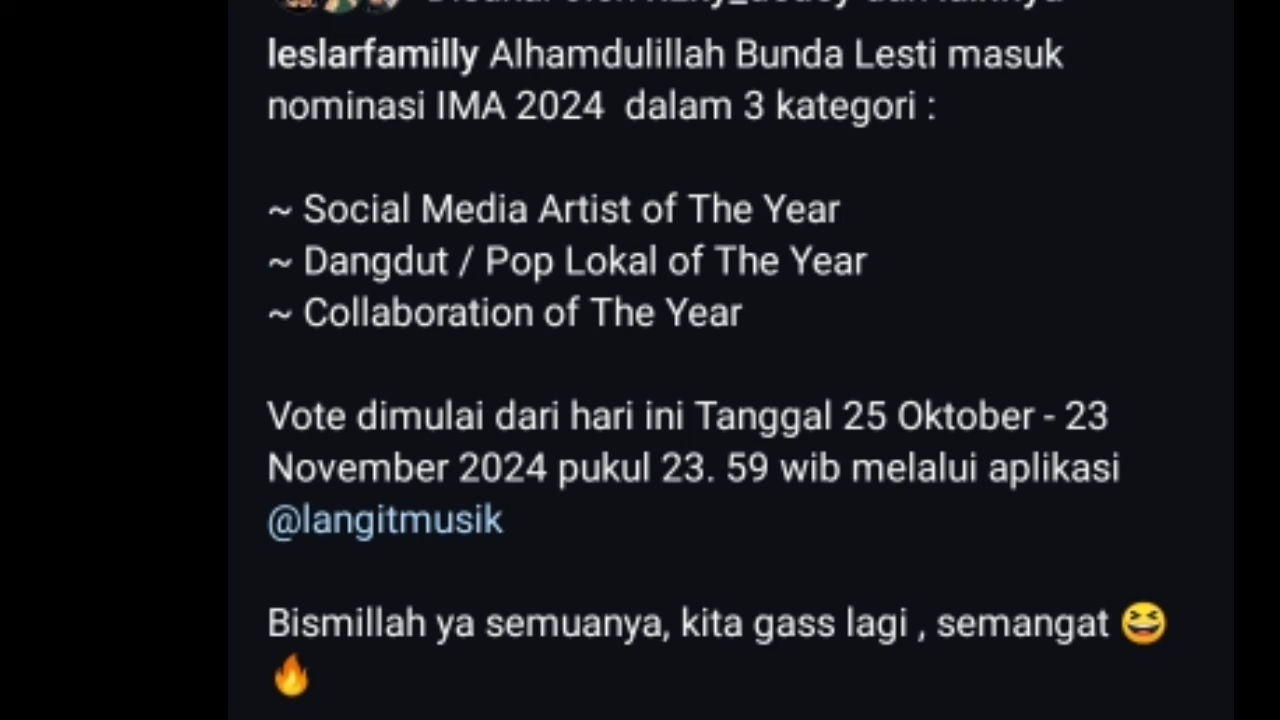 leslarfamilly Alhamdulillah Bunda Lesti masuk
nominasi IMA 2024  dalam 3 kategori :
~ Social Media Artist of The Year
~ Dangdut / Pop Lokal of The Year
~ Collaboration of The Year
Vote dimulai dari hari ini Tanggal 25 Oktober - 23
November 2024 pukul 23. 59 wib melalui aplikasi
@langitmusik
Bismillah ya semuanya, kita gass lagi , semangat 😆
🔥